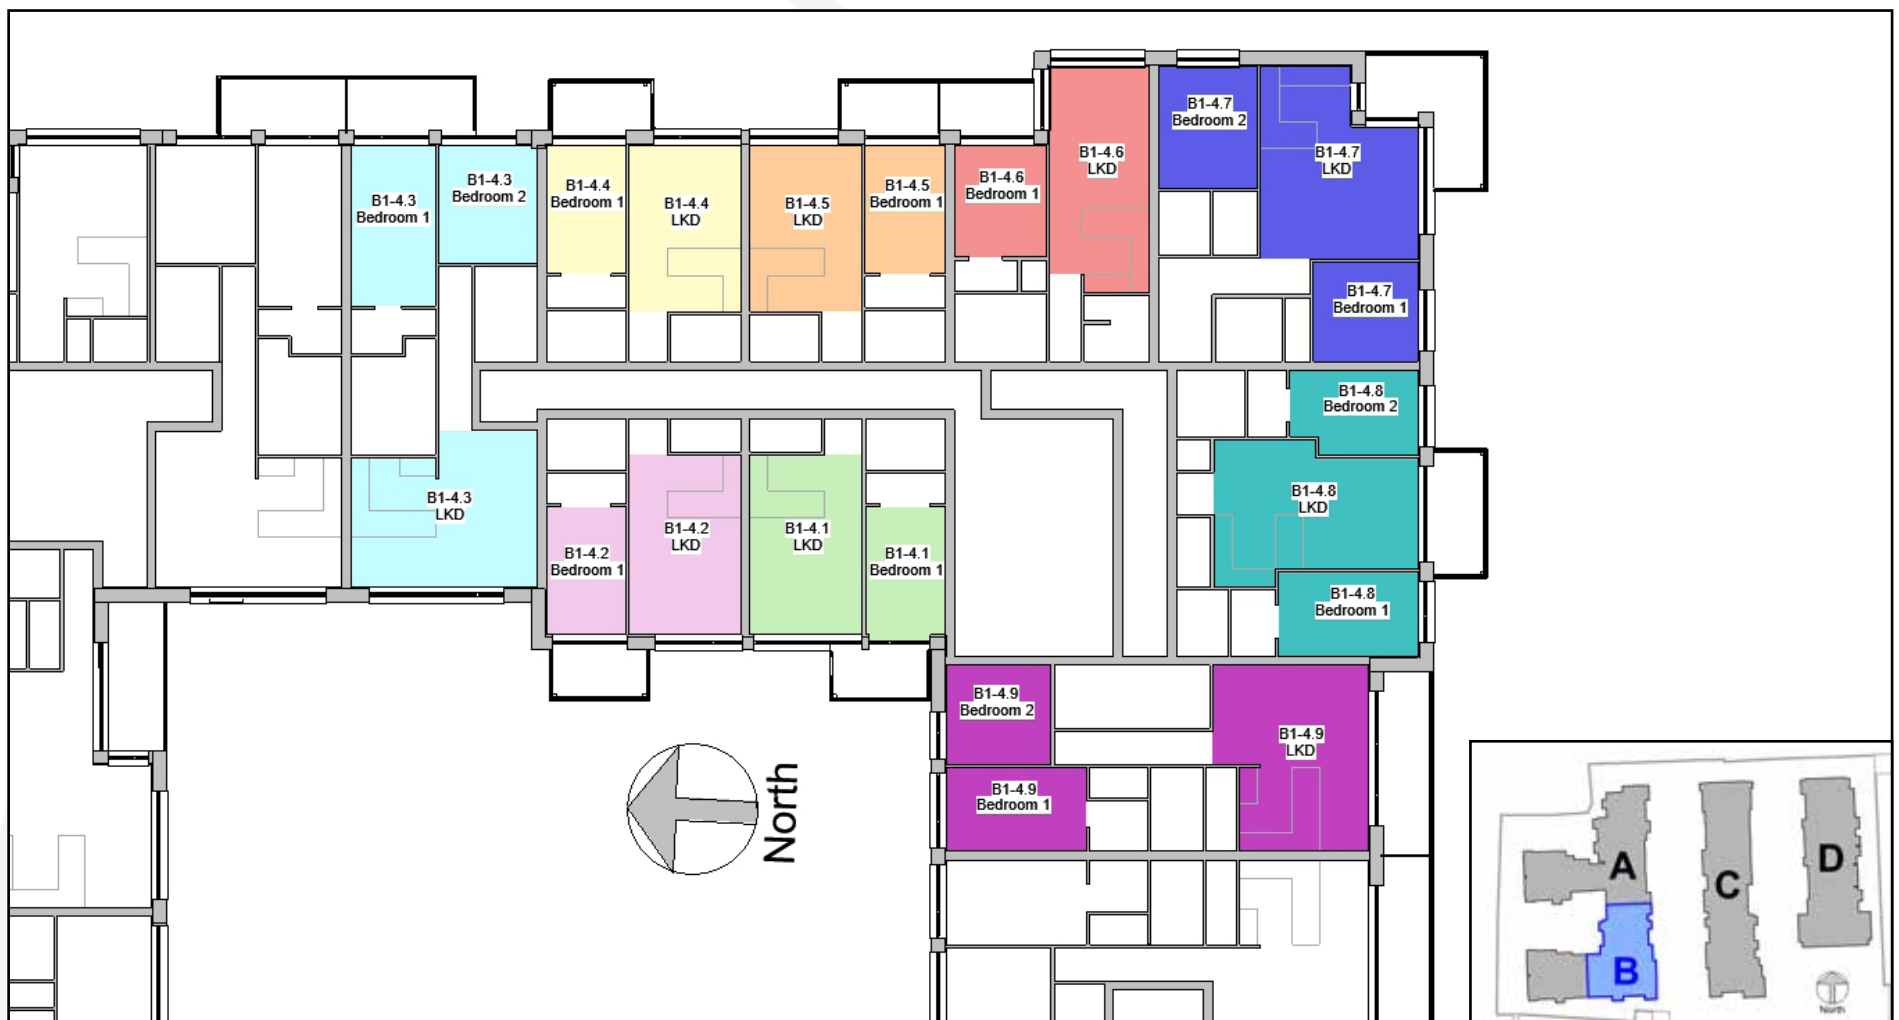 B1-4.7
Bedroom 2
B1-4.6
LKD
B1-4.7
LKD
B1-4.3
Bedroom 1
B1-4.3
Bedroom 2
B1-4.4
Bedroom 1
B1-4.4
LKD
B1-4.5
LKD
B1-4.5
Bedroom 1
B1-4.6
Bedroom 1
B1-4.7
Bedroom 1
B1-4.8
Bedroom 2
B1-4.3
LKD
B1-4.2
Bedroom 1
B1-4.2
LKD
B1-4.1
LKD
B1-4.1
Bedroom 1
B1-4.8
LKD
B1-4.8
Bedroom 1
B1-4.9
Bedroom 2
B1-4.9
LKD
B1-4.9
Bedroom 1
North
A
B
C
D
North